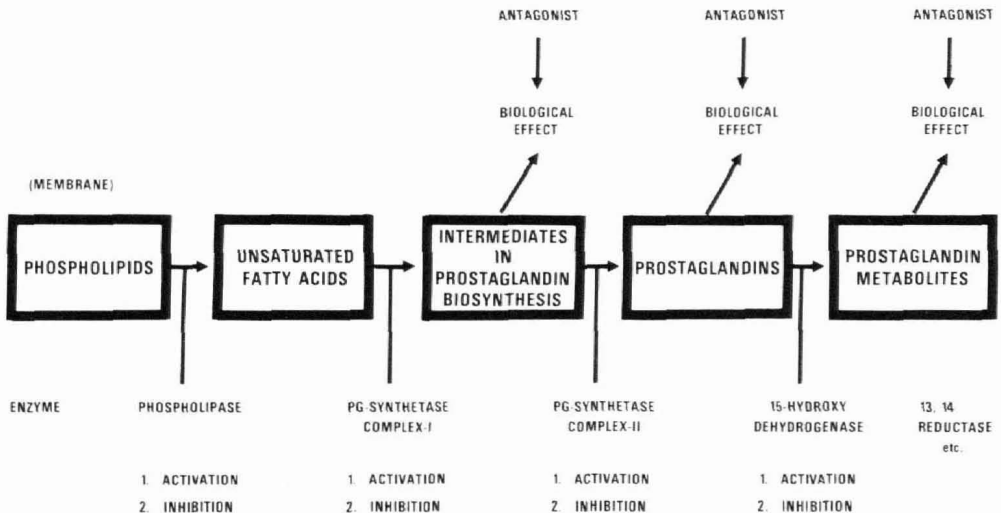 ANTAGONIST ANTAGONIST ANTAGONIST
BIOLOGICAL EFFECT
BIOLOGICAL EFFECT
BIOLOGICAL EFFECT
(MEMBRANE)
PHOSPHOLIPIDS
UNSATURATED
FATTY ACIDS
INTERMEDIATES
IN
PROSTAGLANDIN
BIOSYNTHESIS
PROSTAGLANDINS
PROSTAGLANDIN
METABOLITES
ENZYME
PHOSPHOLIPASE
PG-SYNTHETASE
COMPLEX-I
PG-SYNTHETASE
COMPLEX-II
15-HYDROXY
DEHYDROGENASE
13, 14
REDUCTASE
etc.
1. ACTIVATION
2. INHIBITION
1. ACTIVATION
2. INHIBITION
1. ACTIVATION
2. INHIBITION
1. ACTIVATION
2. INHIBITION